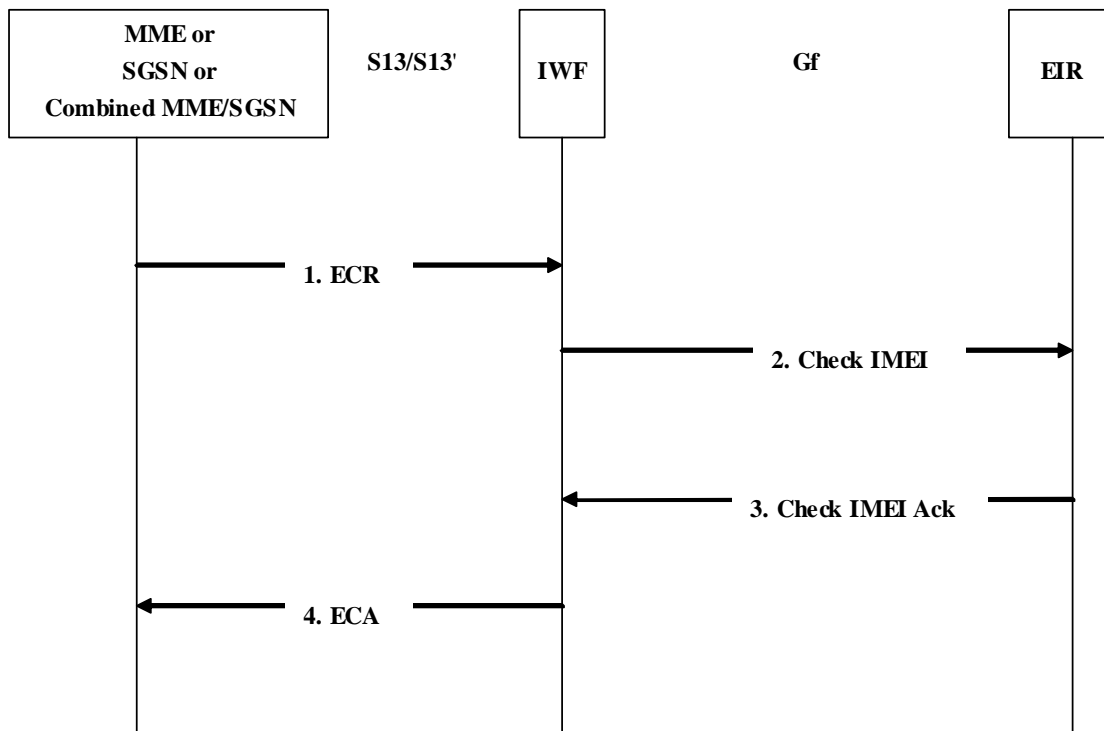 MME or
SGSN or
Combined MME/SGSN
S13/S13'
IWF
Gf
EIR
1. ECR
2. Check IMEI
3. Check IMEI Ack
4. ECA